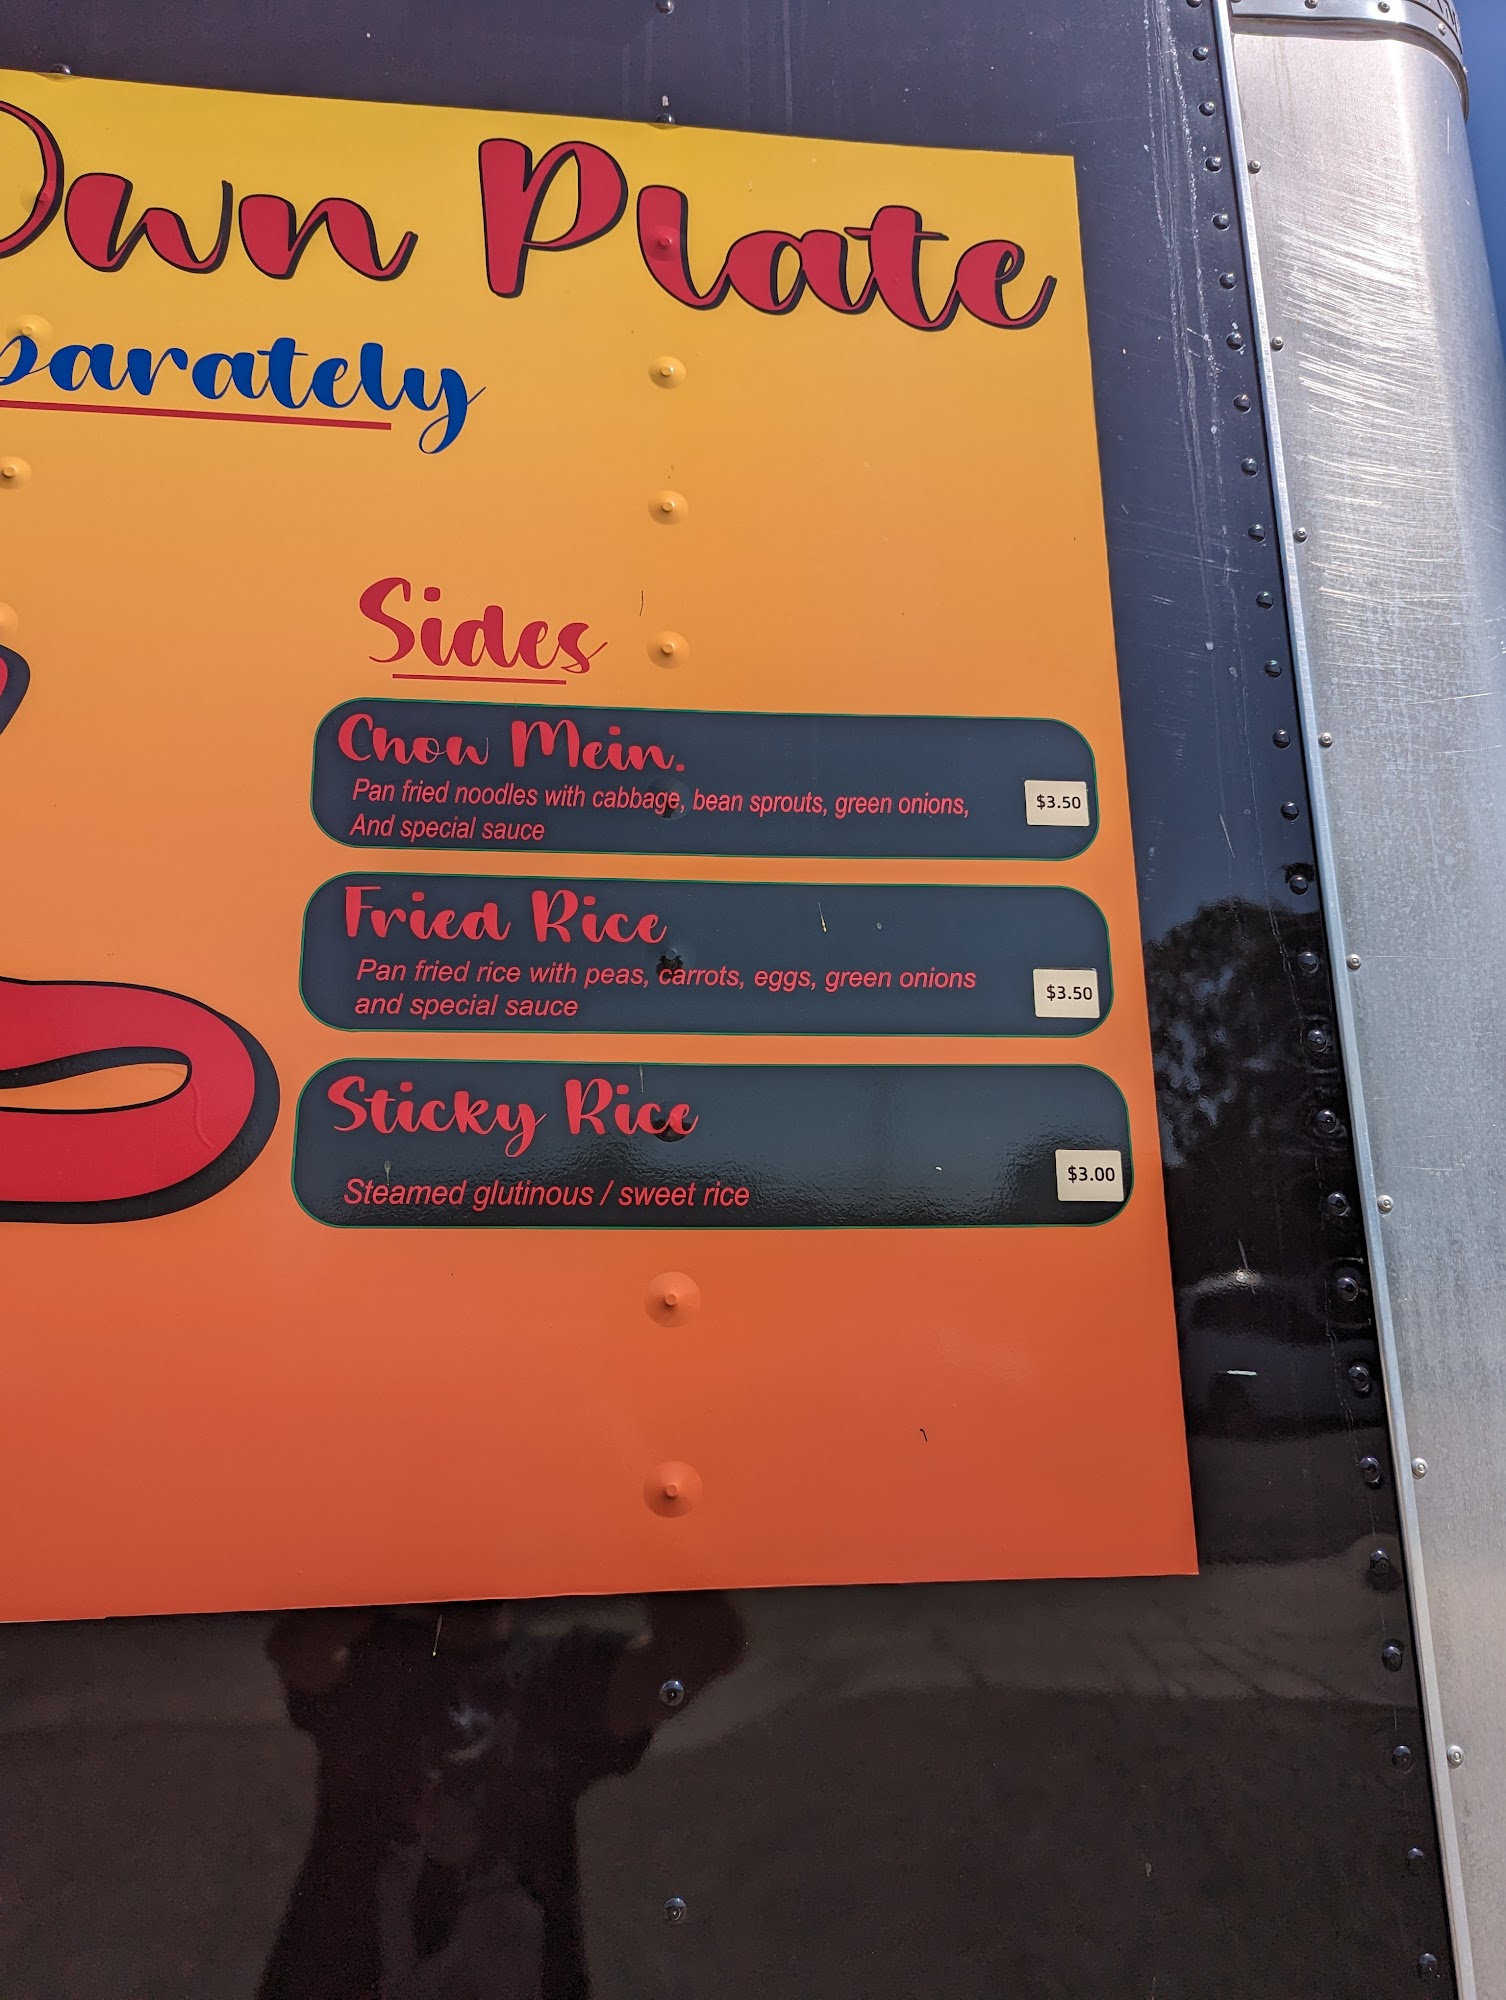 Own Plate
parately
Sides
Chow Mein.
Pan fried noodles with cabbage, bean sprouts, green onions,
And special sauce
$3.50
Fried Rice
Pan fried rice with peas, carrots, eggs, green onions
and special sauce
$3.50
Sticky Rice
Steamed glutinous / sweet rice
$3.00